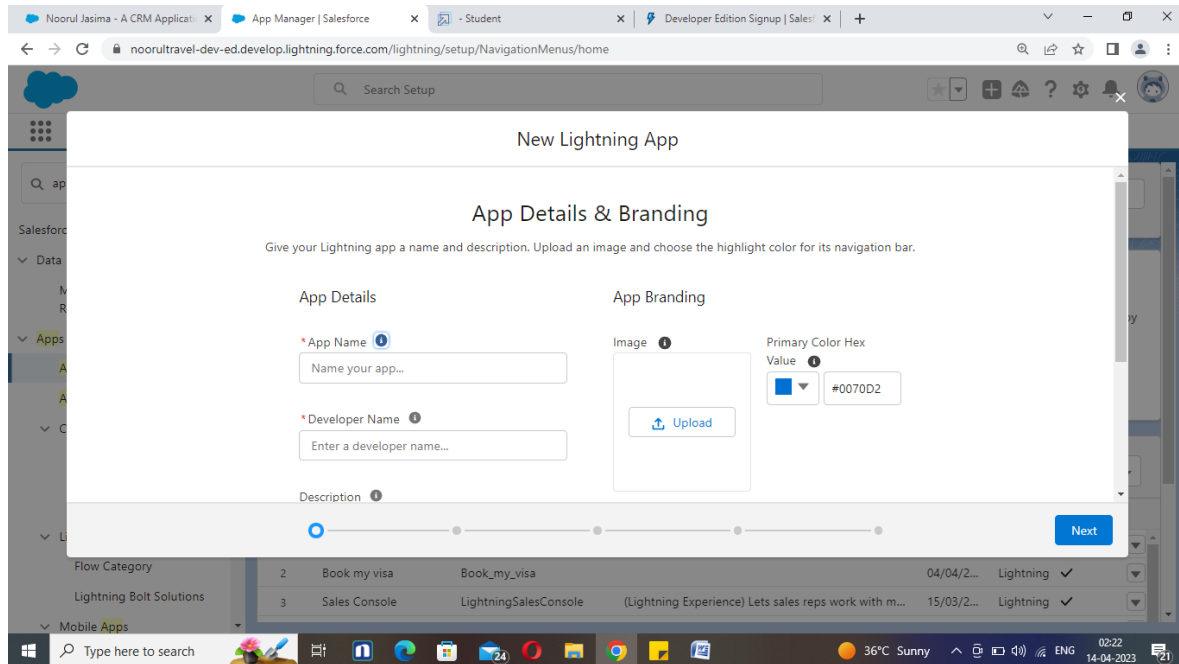 Noorul Jasima - A CRM Applicati
App Manager | Salesforce
- Student
Developer Edition Signup | Sales
noorultravel-dev-ed.develop.lightning.force.com/lightning/setup/NavigationMenus/home
Search Setup
New Lightning App
ap
App Details & Branding
Salesforc
Give your Lightning app a name and description. Upload an image and choose the highlight color for its navigation bar.
Data
M
R
App Details
App Branding
Apps
*App Name
Image
Primary Color Hex
Value
by
A
Name your app...
#0070D2
A
*Developer Name
Upload
C
Enter a developer name...
Description
Li
Next
Flow Category
2 Book my visa Book_my_visa 04/04/2... Lightning
Lightning Bolt Solutions
3 Sales Console LightningSalesConsole (Lightning Experience) Lets sales reps work with m... 15/03/2... Lightning
Mobile Apps
Type here to search
n
24
36°C Sunny
ENG
02:22
14-04-2023
21